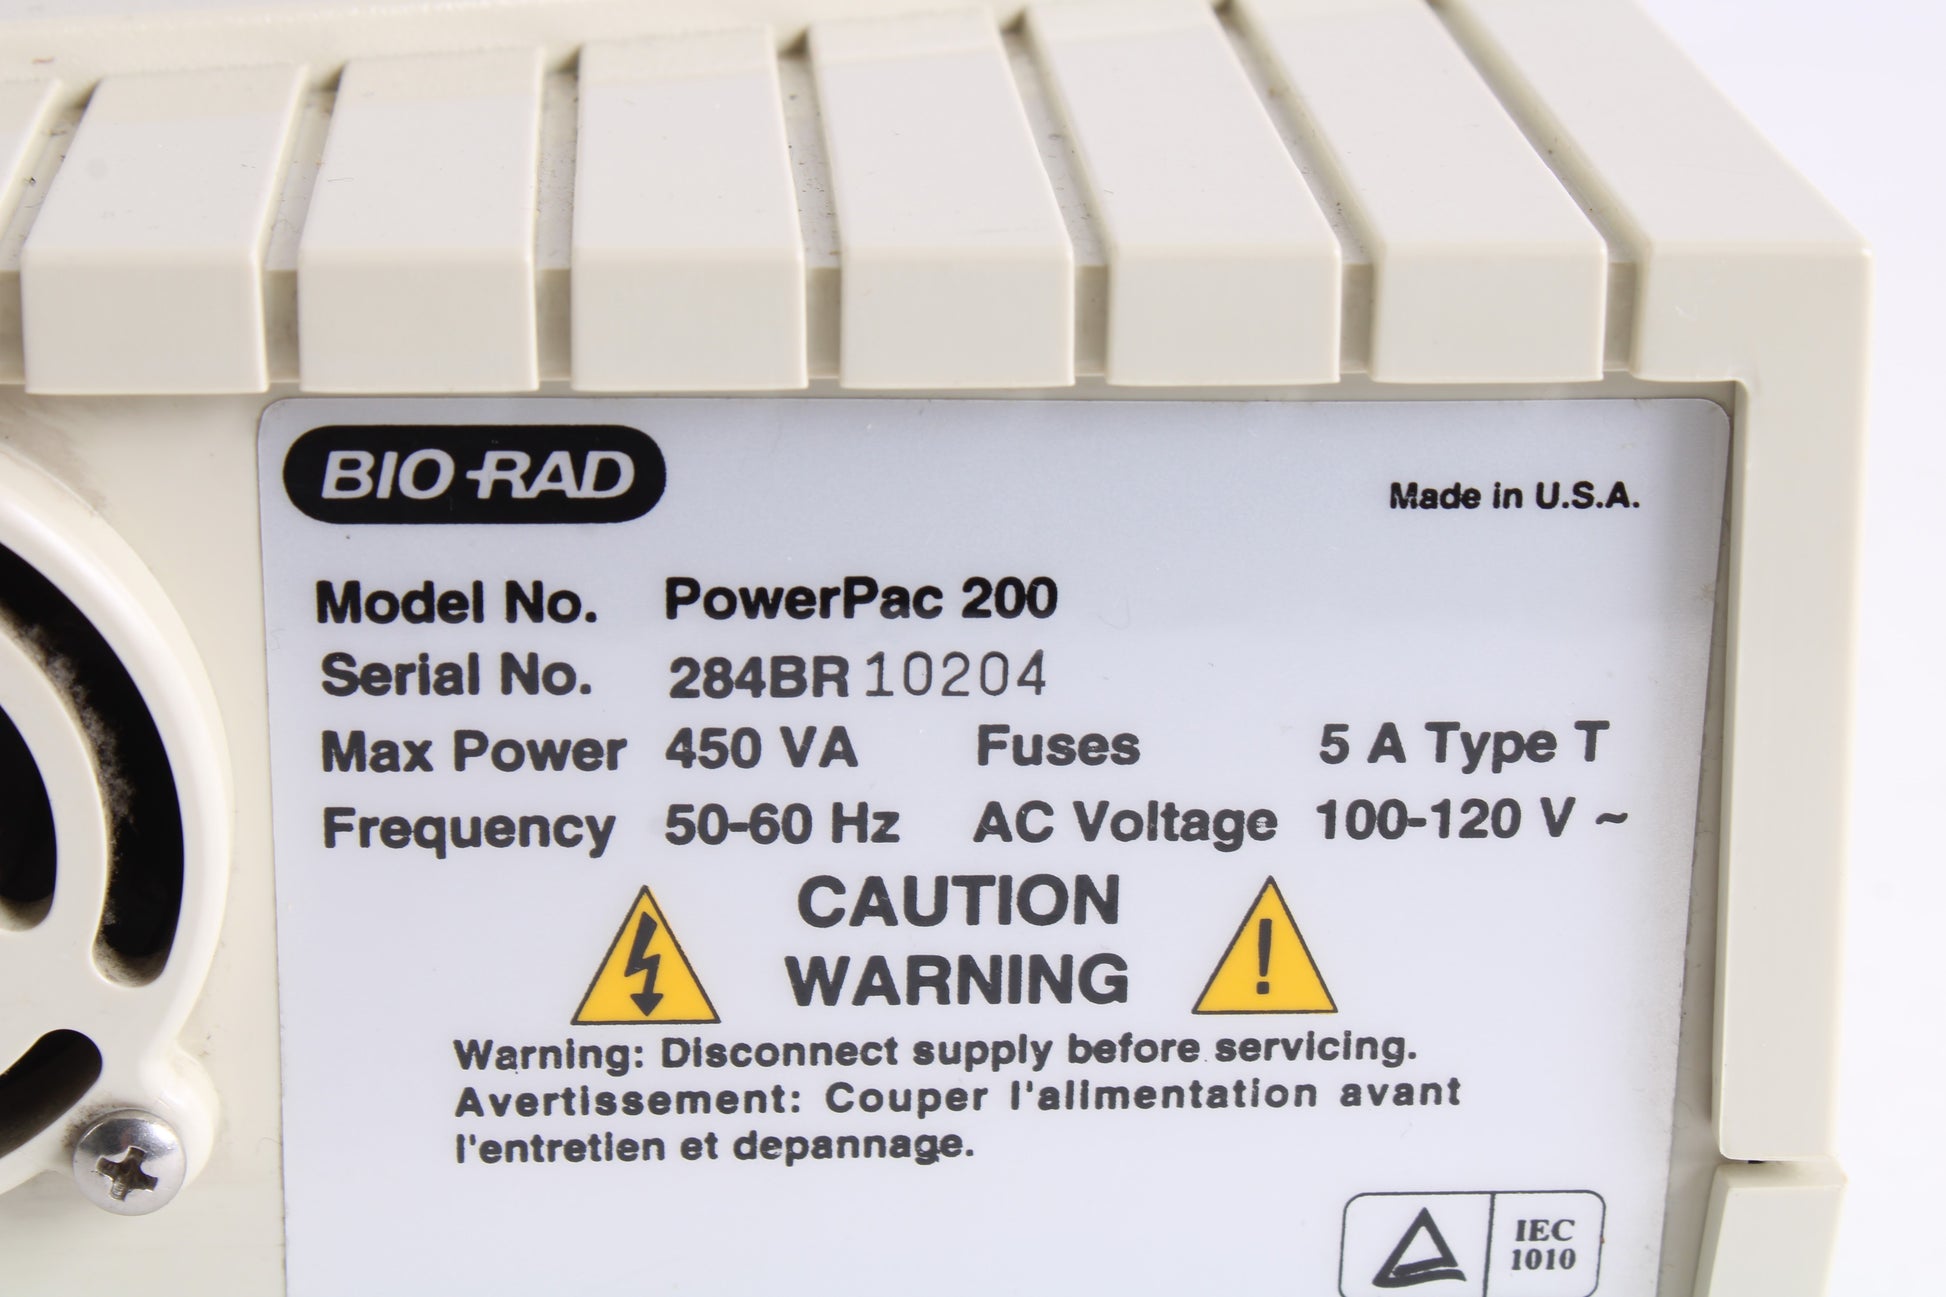 BIO-RAD
Made in U.S.A.
Model No. PowerPac 200
Serial No. 284BR 10204
Max Power 450 VA Fuses 5 A Type T
Frequency 50-60 Hz AC Voltage 100-120 V ~
CAUTION
WARNING
Warning: Disconnect supply before servicing.
Avertissement: Couper l'alimentation avant
l'entretien et depannage.
IEC
1010